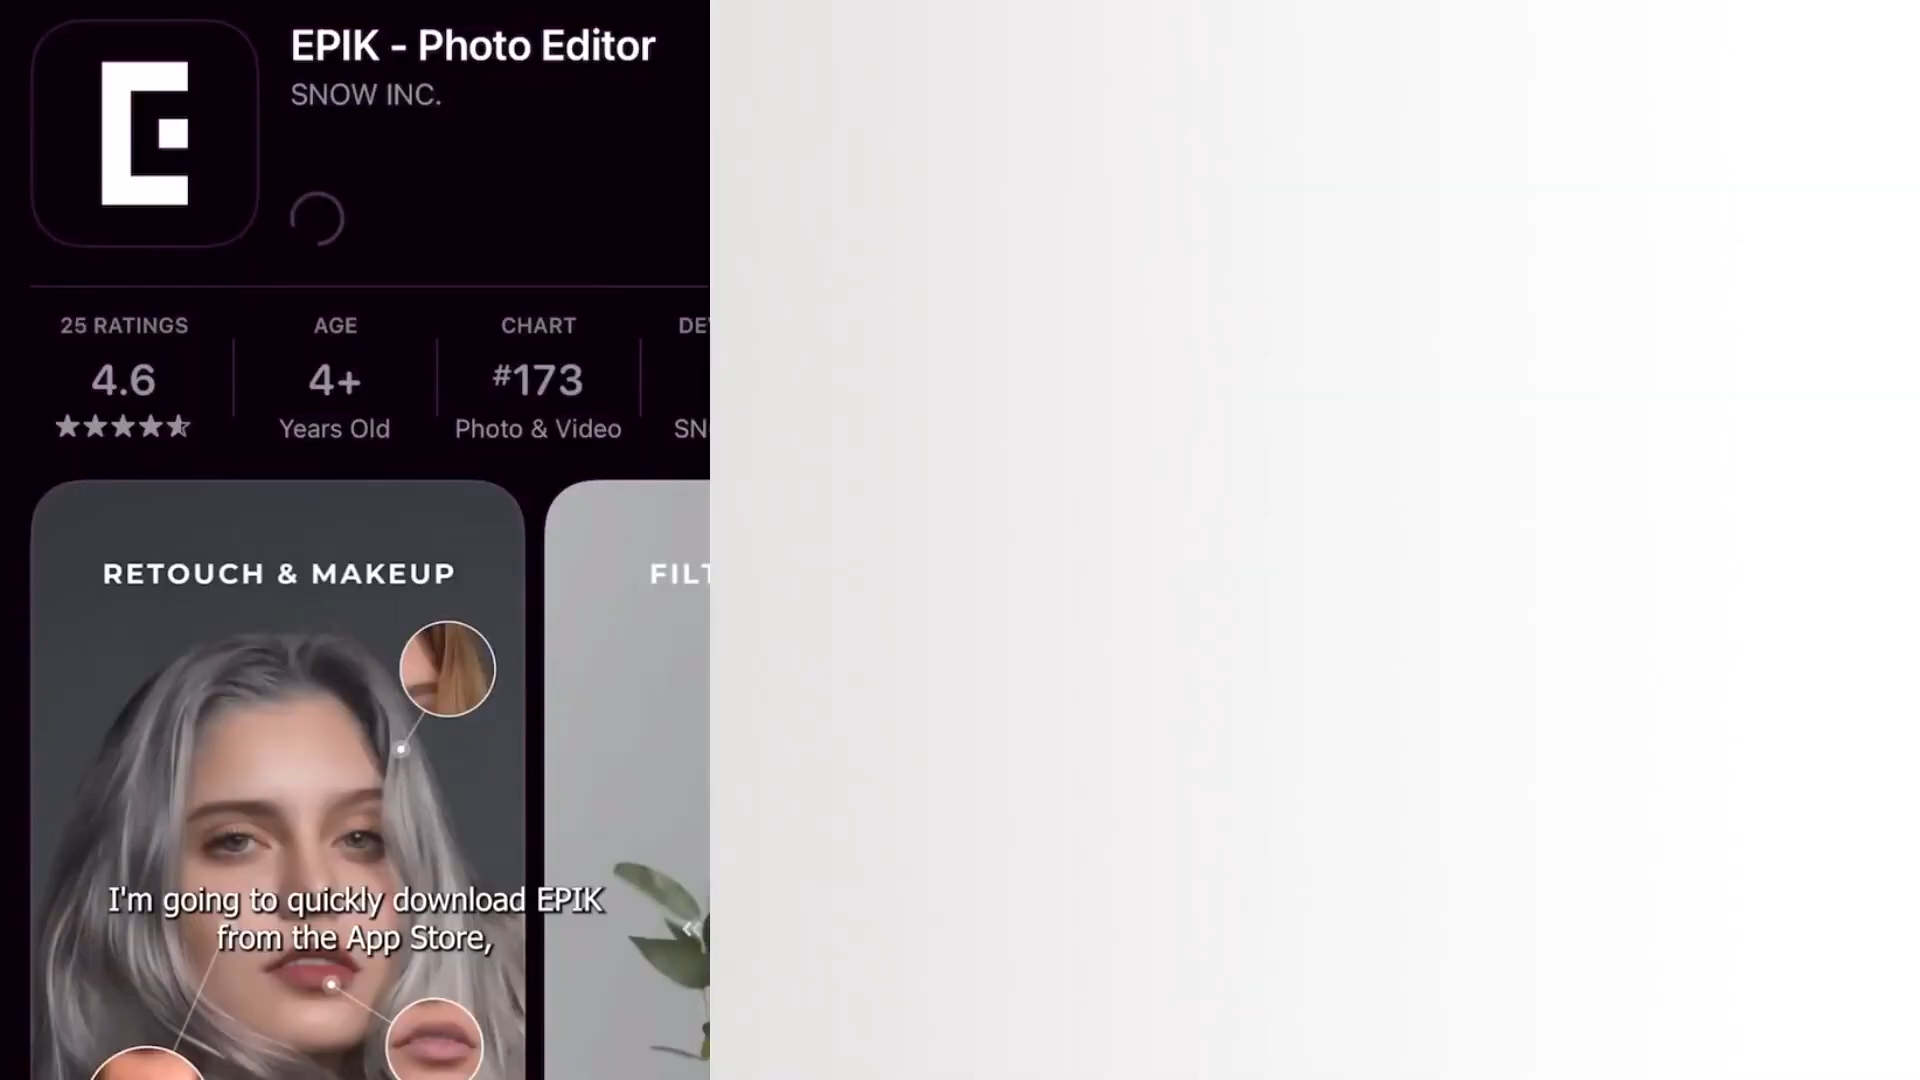 EPIK - Photo Editor
SNOW INC.
25 RATINGS
4.6
AGE
4+
Years Old
CHART
#173
Photo & Video
RETOUCH & MAKEUP
I'm going to quickly download EPIK
from the App Store,